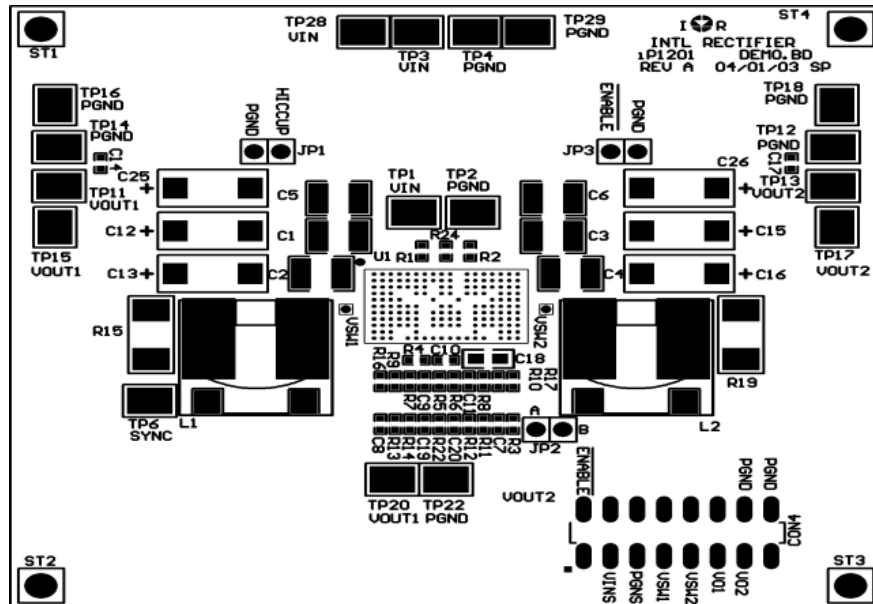 ST1
TP28
VIN
TP3
VIN
TP4
PGND
TP29
PGND
I R
INTL RECTIFIER
iP1201 DEMO.BD
REV A 04/01/03 SP
ST4
TP16
PGND
TP14
PGND
TP11
VOUT1
TP15
VOUT1
PGND
HICCUP
JP1
ENABLE
PGND
JP3
TP18
PGND
TP12
PGND
C17
TP13
VOUT2
TP17
VOUT2
C14
C25
C12
C13
C5
C1
C2
TP1
VIN
TP2
PGND
R24
U1
R1
R2
C6
C3
C4
C26
C15
C16
R15
L1
TP6
SYNC
VSW1
VSW2
R4
C10
C18
R16
R9
R10
R17
R7
C9
R5
R6
C11
R8
C8
R13
R14
C19
R22
C20
R12
R11
C7
R3
A
B
JP2
R19
L2
TP20
VOUT1
TP22
PGND
VOUT2
ENABLE
PGND
PGND
CON4
VINS
PGNS
VSW1
VSW2
VO1
VO2
ST2
ST3